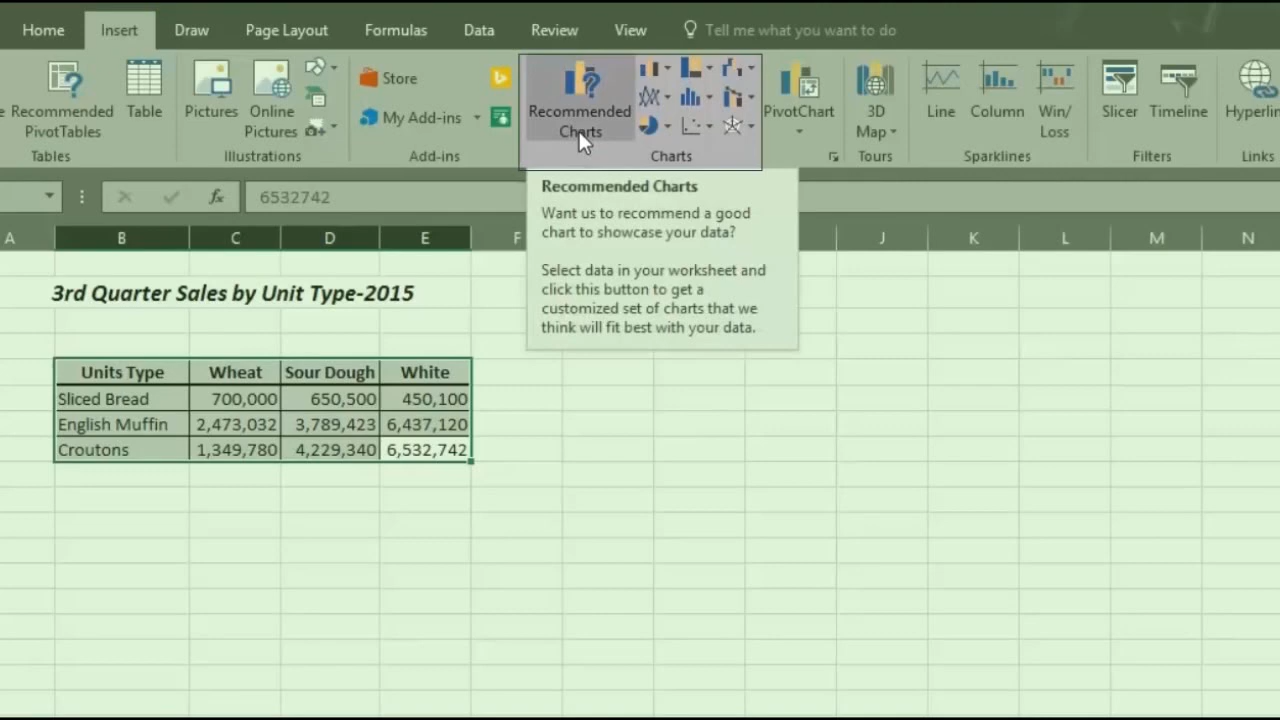 Home Insert Draw Page Layout Formulas Data Review View Tell me what you want to do
Recommended PivotTables
Table
Tables
Pictures
Online Pictures
Illustrations
Store
My Add-ins
Add-ins
Recommended Charts
Charts
PivotChart
3D Map
Tours
Line
Column
Win/ Loss
Sparklines
Slicer
Timeline
Filters
Links
fx 6532742
Recommended Charts
Want us to recommend a good
chart to showcase your data?
Select data in your worksheet and
click this button to get a
customized set of charts that we
think will fit best with your data.
A B C D E F J K L M N
3rd Quarter Sales by Unit Type-2015
Units Type Wheat Sour Dough White
Sliced Bread 700,000 650,500 450,100
English Muffin 2,473,032 3,789,423 6,437,120
Croutons 1,349,780 4,229,340 6,532,742